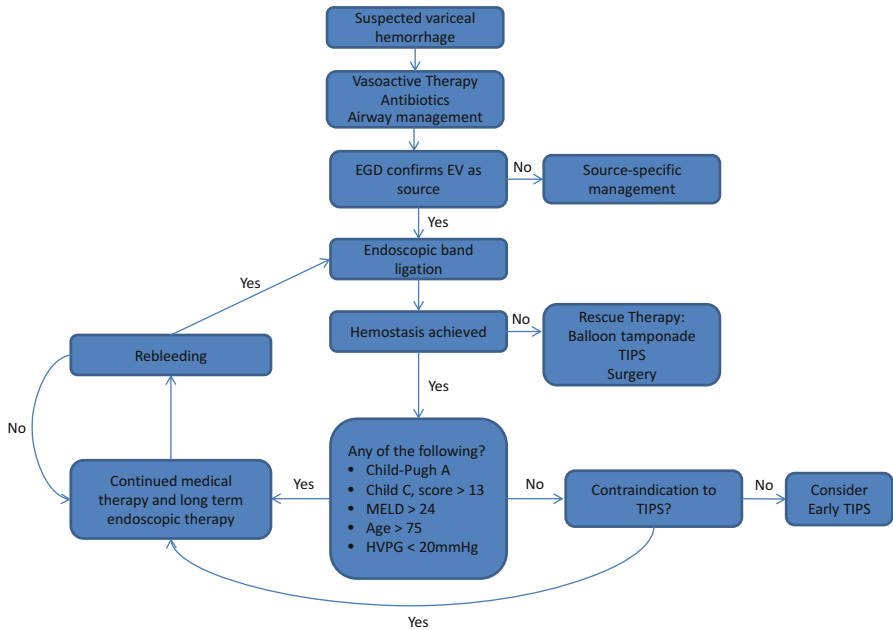 Suspected variceal
hemorrhage
Vasoactive Therapy
Antibiotics
Airway management
EGD confirms EV as
source
No
Source-specific
management
Yes
Endoscopic band
ligation
Yes
Hemostasis achieved
No
Rescue Therapy:
Balloon tamponade
TIPS
Surgery
Rebleeding
Yes
No
Any of the following?
• Child-Pugh A
• Child C, score > 13
• MELD > 24
• Age > 75
• HVPG < 20mmHg
Yes
Continued medical
therapy and long term
endoscopic therapy
No
Contraindication to
TIPS?
No
Consider
Early TIPS
Yes